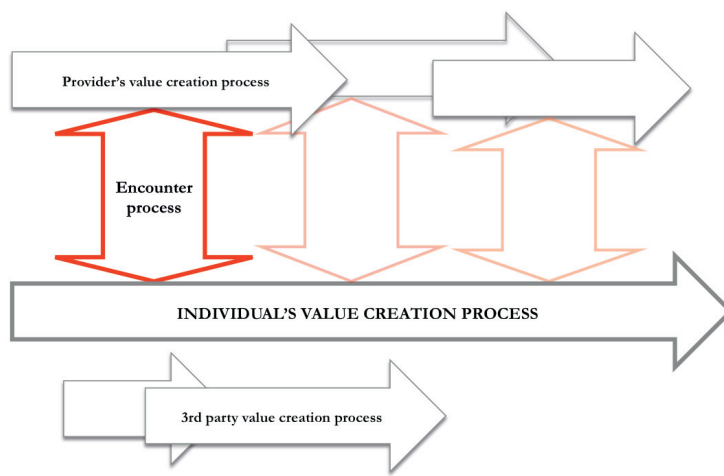 Provider's value creation process
Encounter
process
INDIVIDUAL'S VALUE CREATION PROCESS
3rd party value creation process